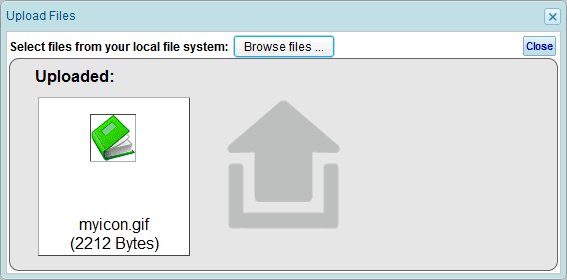 Upload Files
Select files from your local file system: Browse files ... Close
Uploaded:
myicon.gif
(2212 Bytes)